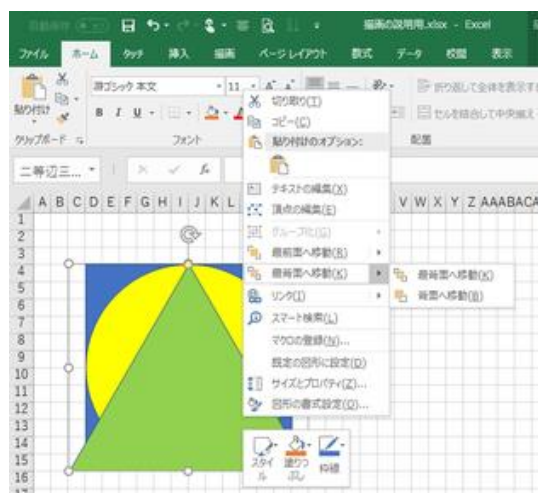 描画の説明用.xlsx - Excel
ファイル ホーム タッチ 挿入 描画 ページ レイアウト 数式 データ 校閲 表示
游ゴシック 本文 11
折り返して全体を表示す
貼り付け
B I U
セルを結合して中央揃え
クリップボード フォント 配置
二等辺三... fx
A B C D E F G H I J K L V W X Y Z AAABACA
1
2
3
4
5
6
7
8
9
10
11
12
13
14
15
16
17
切り取り(T)
コピー(C)
貼り付けのオプション:
テキストの編集(X)
頂点の編集(E)
グループ化(G)
最前面へ移動(R)
最背面へ移動(K)
最背面へ移動(K)
背面へ移動(B)
リンク(I)
スマート検索(L)
マクロの登録(N)...
既定の図形に設定(D)
サイズとプロパティ(Z)...
図形の書式設定(O)...
スタイル
塗りつぶし
枠線